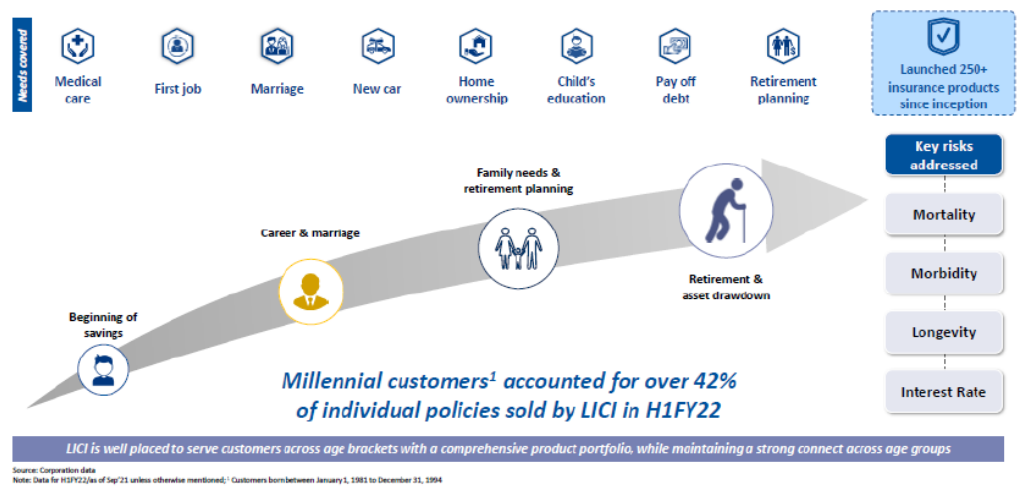 Needs covered
Medical
care
First job
Marriage
New car
Home
ownership
Child's
education
Pay off
debt
Retirement
planning
Launched 250+
insurance products
since inception
Key risks
addressed
Mortality
Morbidity
Longevity
Interest Rate
Beginning of
savings
Career & marriage
Family needs &
retirement planning
Retirement &
asset drawdown
Millennial customers¹ accounted for over 42%
of individual policies sold by LICI in H1FY22
LICI is well placed to serve customers across age brackets with a comprehensive product portfolio, while maintaining a strong connect across age groups
Source: Corporation data
Note: Data for H1FY22/as of Sep'21 unless otherwise mentioned; ¹ Customers born between January 1, 1981 to December 31, 1994